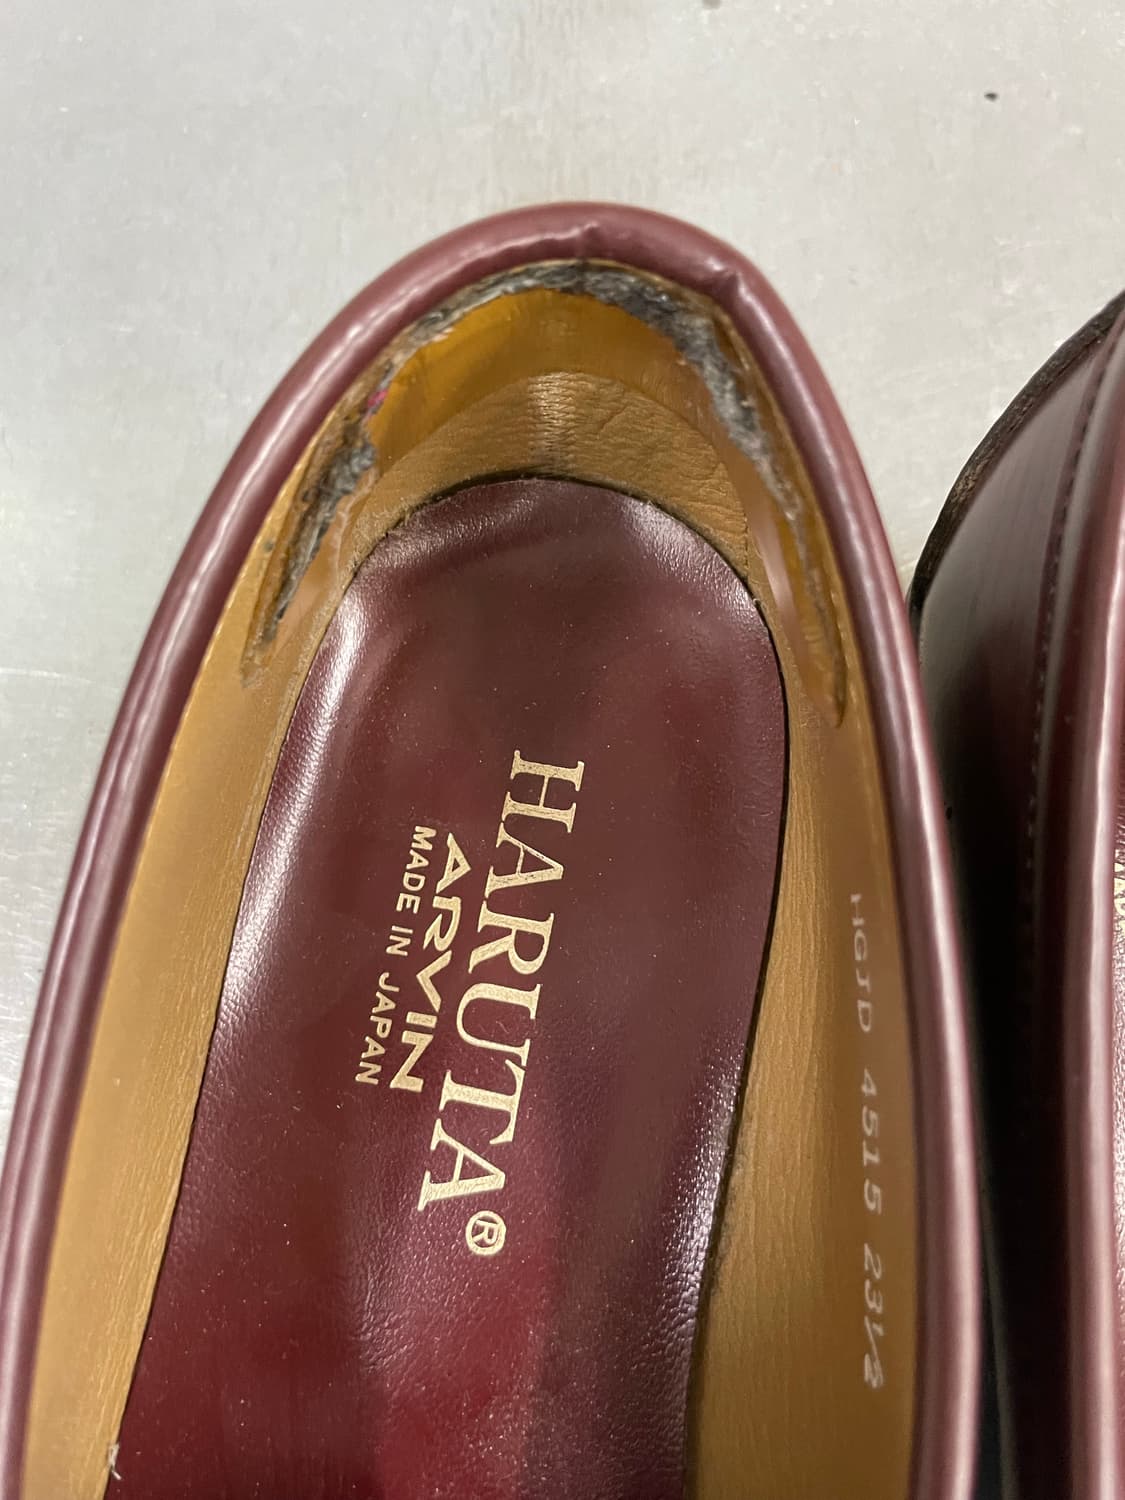 HARUTA®
ARVIN
MADE IN JAPAN
HGJD 4515 23½